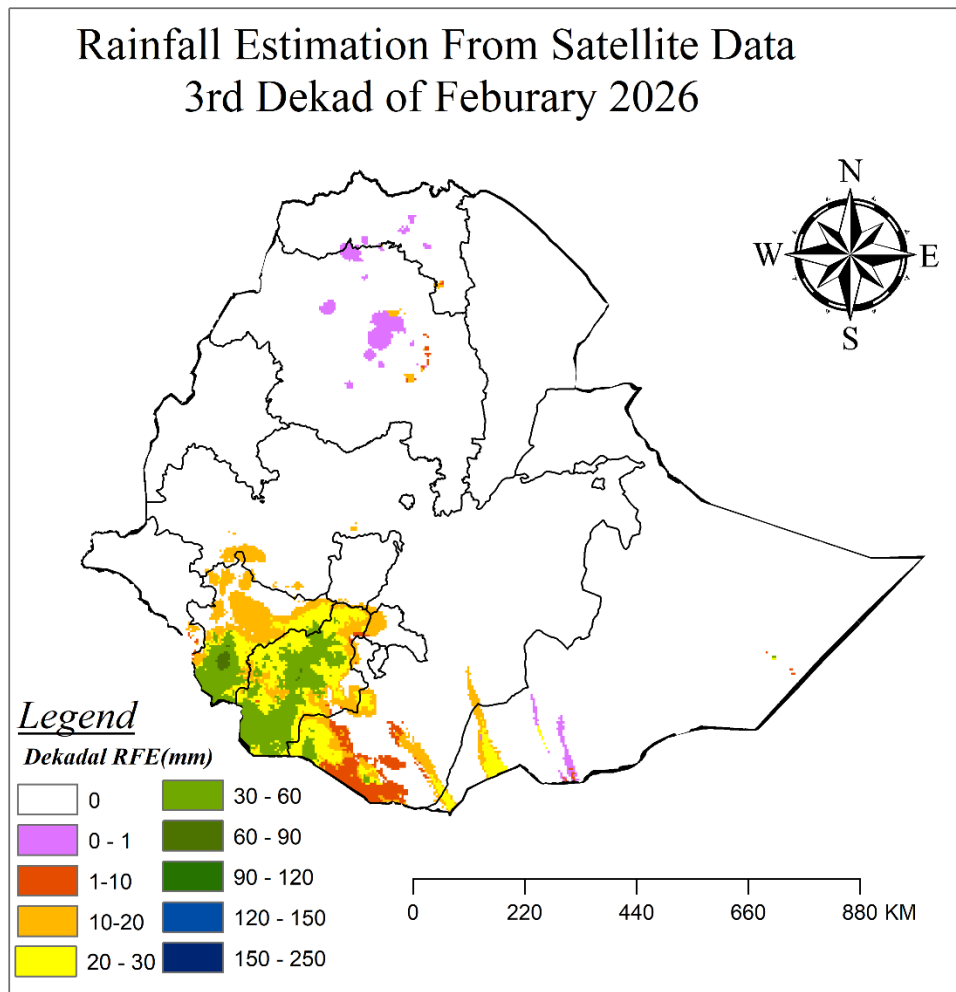 Rainfall Estimation From Satellite Data
3rd Dekad of Feburary 2026
N
W
E
S
Legend
Dekadal RFE(mm)
0
0 - 1
1-10
10-20
20 - 30
30 - 60
60 - 90
90 - 120
120 - 150
150 - 250
0 220 440 660 880 KM